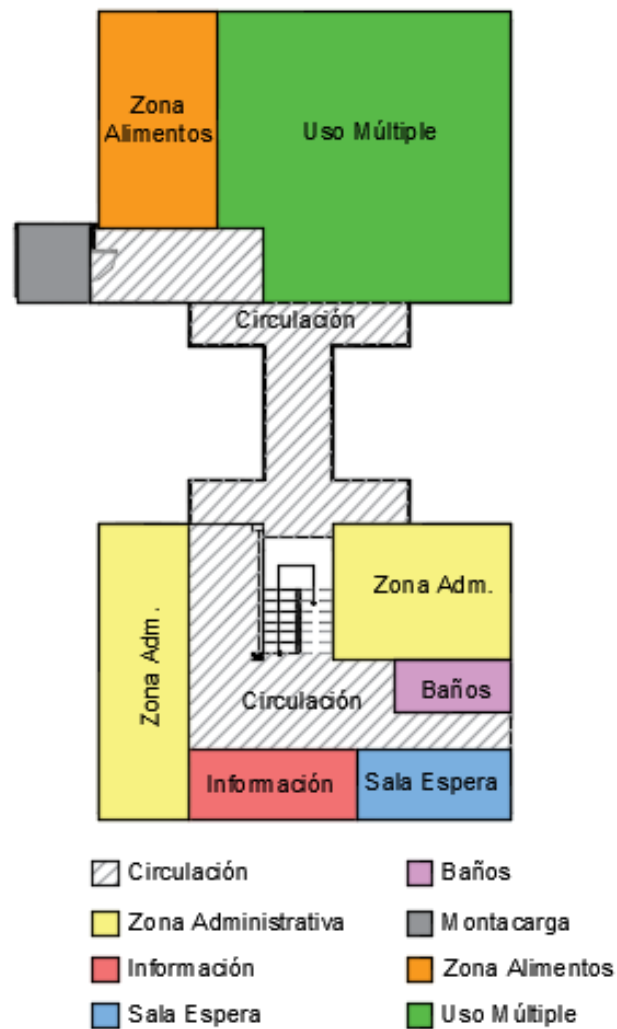 Zona
Alimentos
Uso Múltiple
Circulación
Zona Adm.
Zona Adm.
Baños
Circulación
Información
Sala Espera
Circulación
Baños
Zona Administrativa
Montacarga
Información
Zona Alimentos
Sala Espera
Uso Múltiple